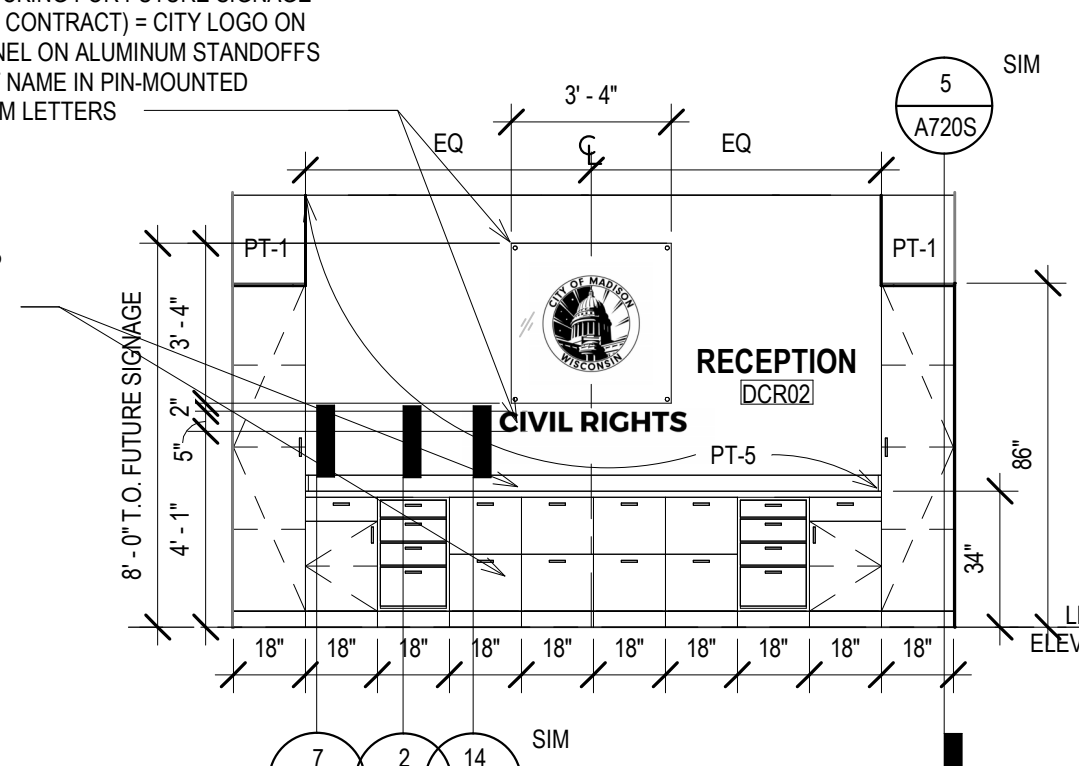 CONTRACT) = CITY LOGO ON
ON ALUMINUM STANDOFFS
NAME IN PIN-MOUNTED
LETTERS
3' - 4"
5
A720S
SIM
EQ
EQ
PT-1
PT-1
CITY OF MADISON
WISCONSIN
RECEPTION
DCR02
CIVIL RIGHTS
PT-5
8' - 0" T.O. FUTURE SIGNAGE
3' - 4"
2"
5"
4' - 1"
86"
34"
18" 18" 18" 18" 18" 18" 18" 18" 18" 18"
7
2
14
SIM